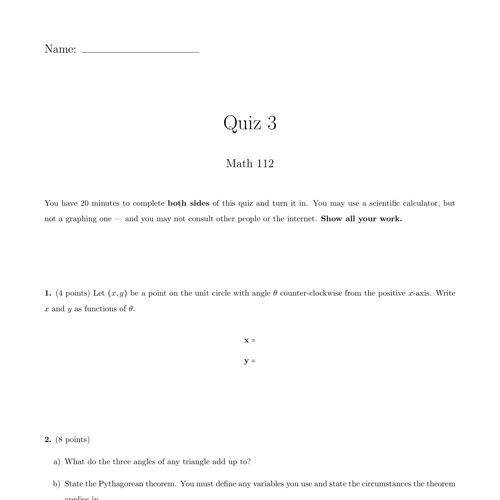 Name:
Quiz 3
Math 112
You have 20 minutes to complete both sides of this quiz and turn it in. You may use a scientific calculator, but
not a graphing one — and you may not consult other people or the internet. Show all your work.
1. (4 points) Let (x, y) be a point on the unit circle with angle θ counter-clockwise from the positive x-axis. Write
x and y as functions of θ.
x =
y =
2. (8 points)
a) What do the three angles of any triangle add up to?
b) State the Pythagorean theorem. You must define any variables you use and state the circumstances the theorem
applies in.